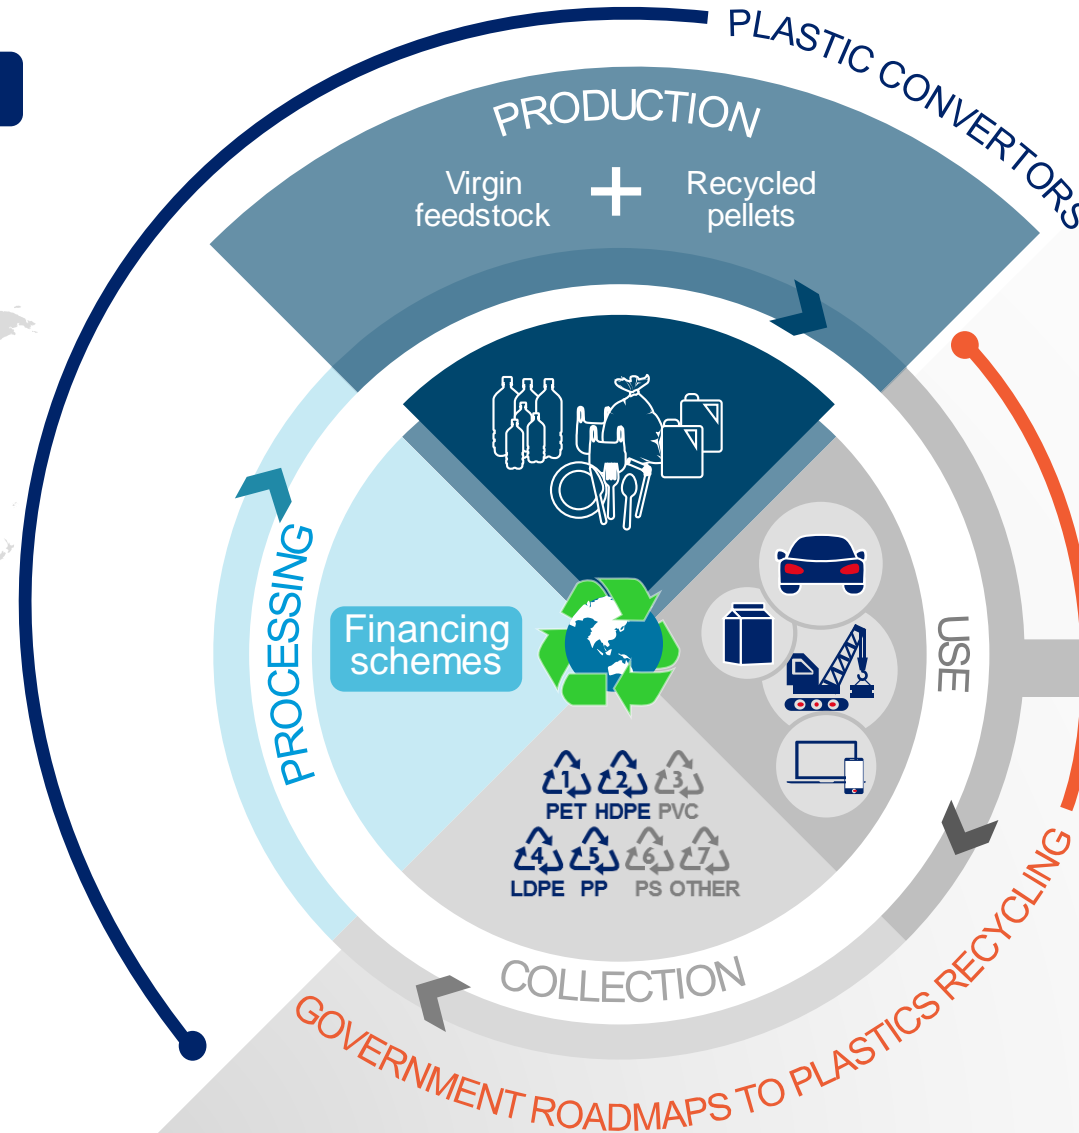 PLASTIC CONVERTORS
PRODUCTION
Virgin
feedstock
+
Recycled
pellets
PROCESSING
Financing
schemes
USE
1 2 3
PET HDPE PVC
4 5 6 7
LDPE PP PS OTHER
COLLECTION
GOVERNMENT ROADMAPS TO PLASTICS RECYCLING